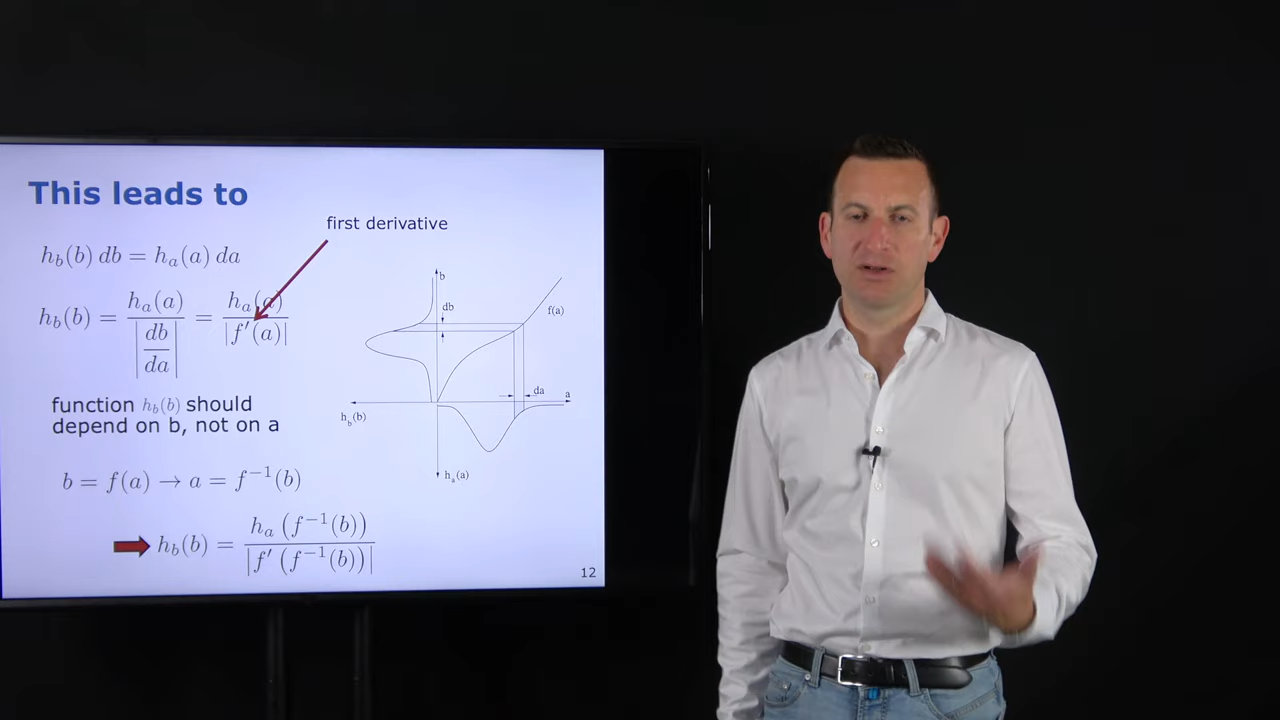 This leads to
first derivative
h_b(b) db = h_a(a) da
h_b(b) = h_a(a) / |db/da| = h_a(a) / |f′(a)|
function h_b(b) should
depend on b, not on a
b = f(a) → a = f⁻¹(b)
h_b(b) = h_a (f⁻¹(b)) / |f′ (f⁻¹(b))|
b
db
f(a)
da
a
h_b(b)
h_a(a)
12